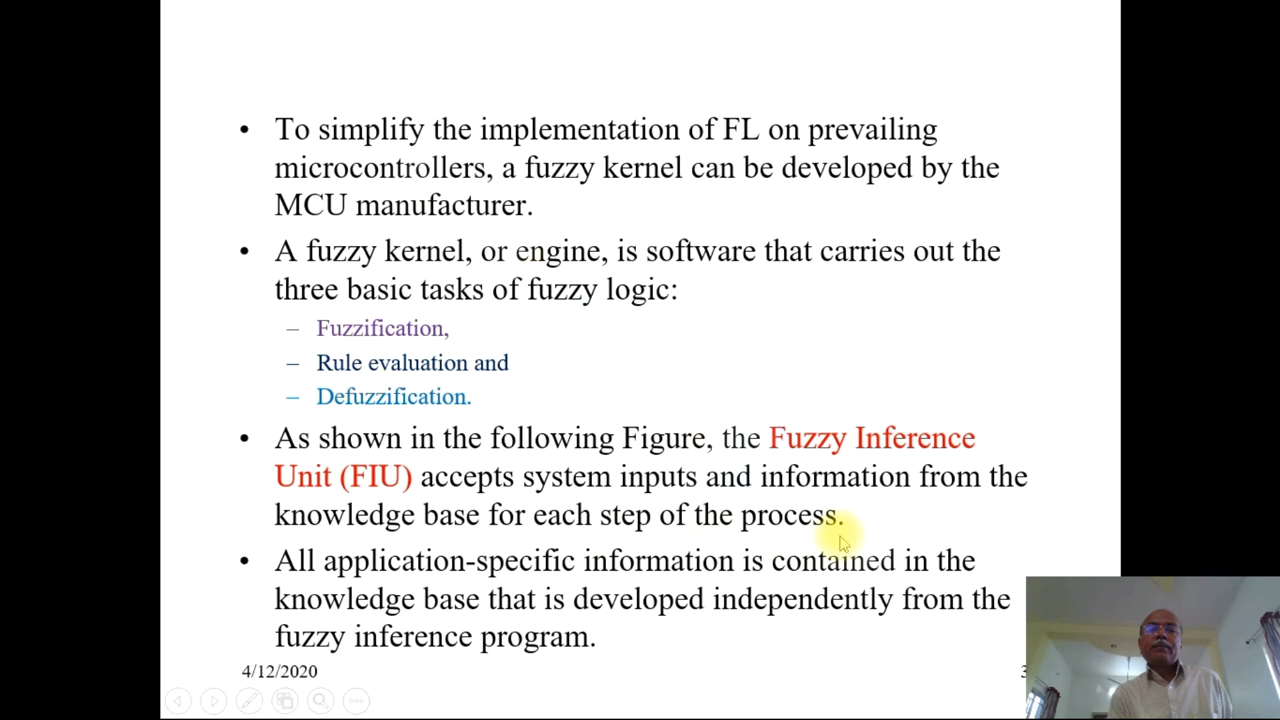 • To simplify the implementation of FL on prevailing
microcontrollers, a fuzzy kernel can be developed by the
MCU manufacturer.
• A fuzzy kernel, or engine, is software that carries out the
three basic tasks of fuzzy logic:
– Fuzzification,
– Rule evaluation and
– Defuzzification.
• As shown in the following Figure, the Fuzzy Inference
Unit (FIU) accepts system inputs and information from the
knowledge base for each step of the process.
• All application-specific information is contained in the
knowledge base that is developed independently from the
fuzzy inference program.
4/12/2020